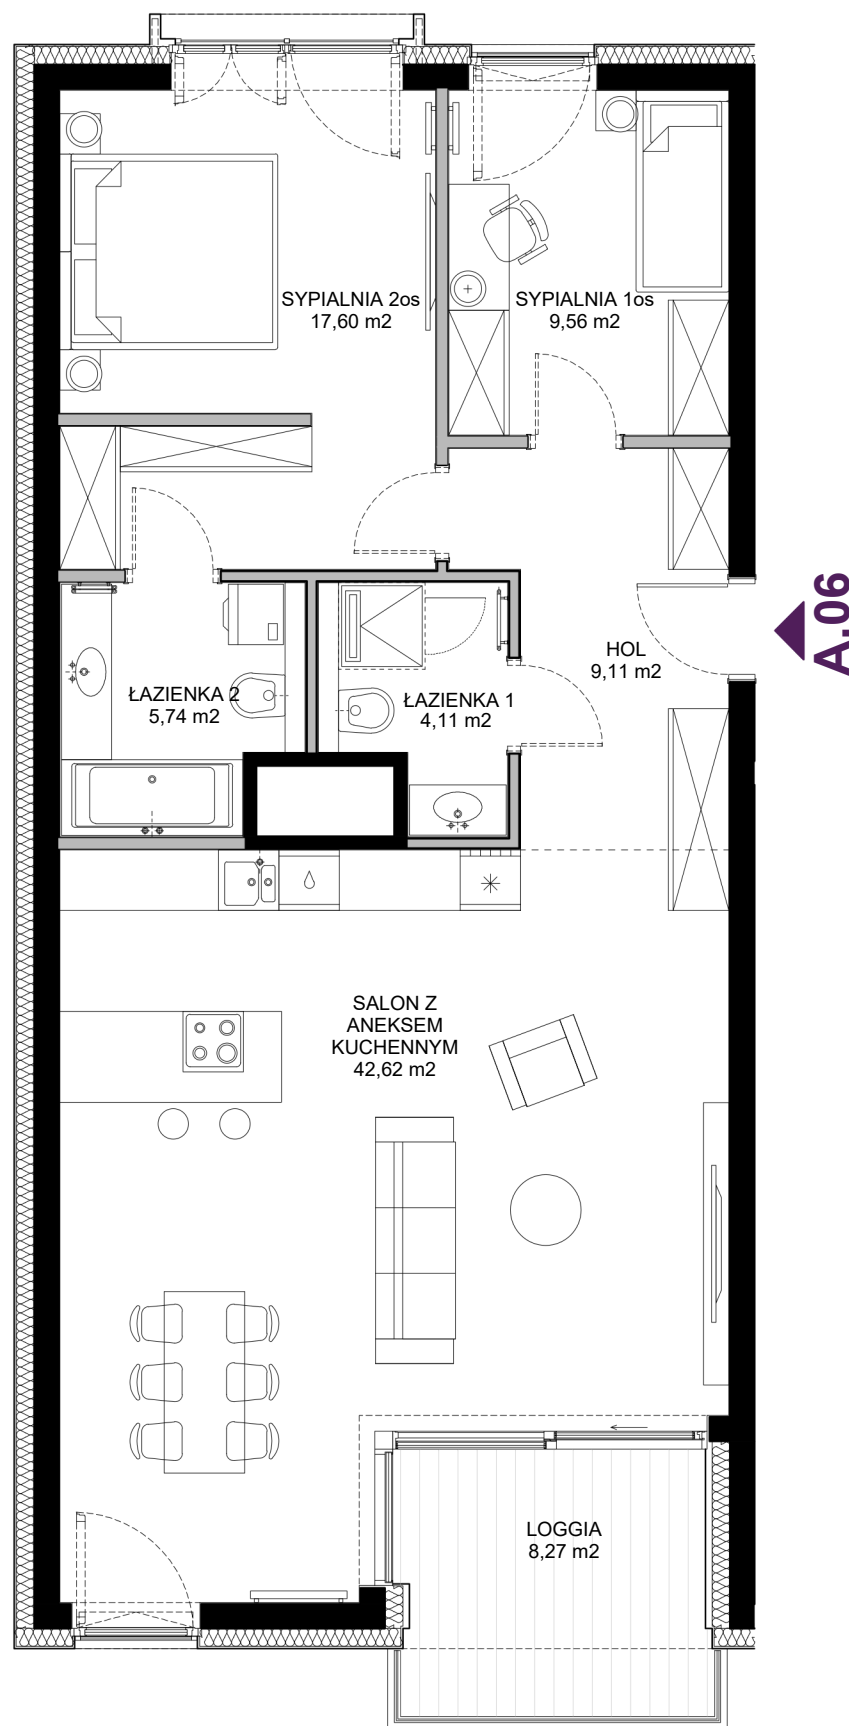 SYPIALNIA 2os
17,60 m2
SYPIALNIA 1os
9,56 m2
HOL
9,11 m2
A.06
ŁAZIENKA 2
5,74 m2
ŁAZIENKA 1
4,11 m2
SALON Z
ANEKSEM
KUCHENNYM
42,62 m2
LOGGIA
8,27 m2